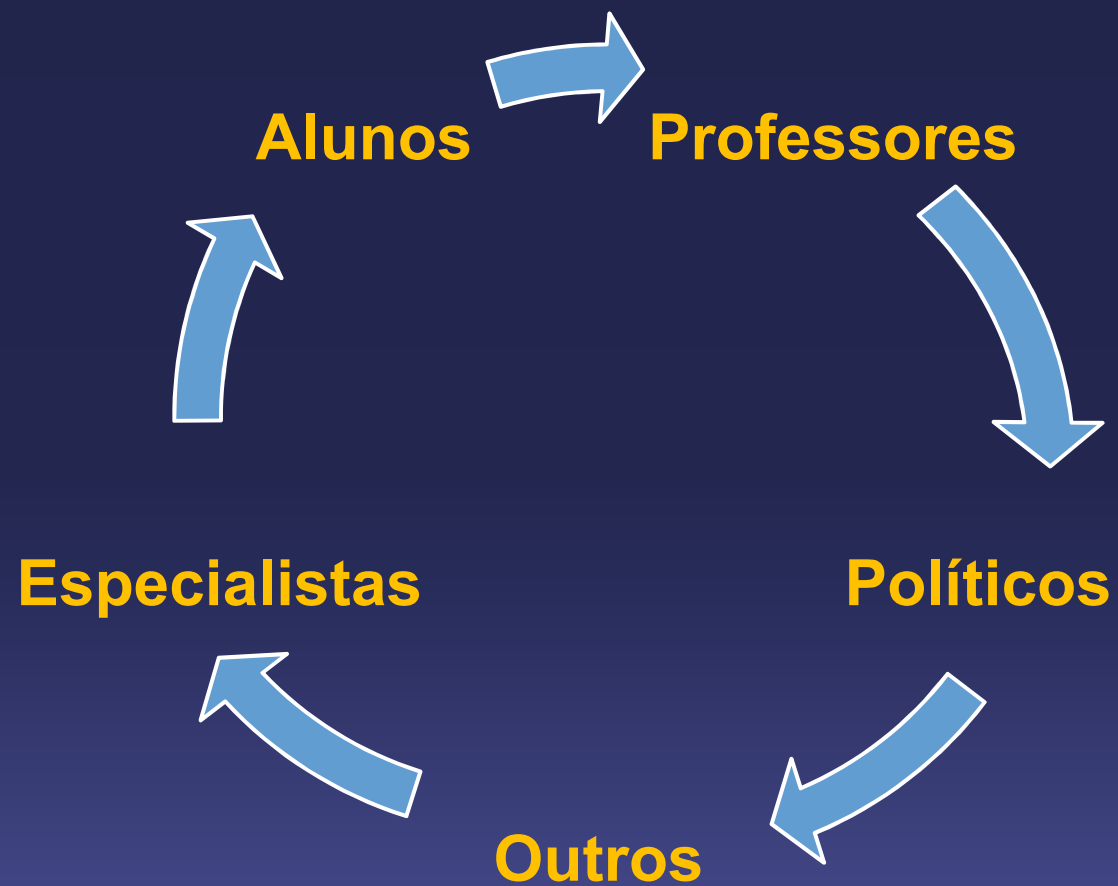 Alunos
Professores
Políticos
Outros
Especialistas